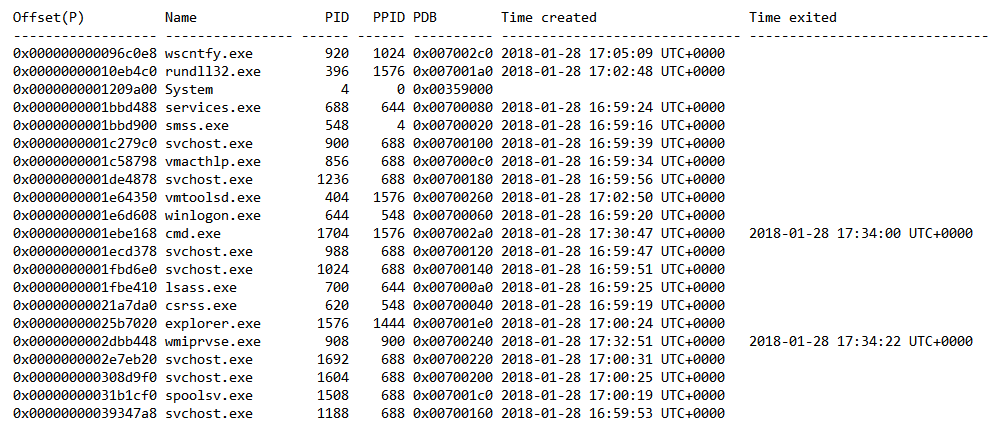 Offset(P)          Name                PID   PPID PDB        Time created                   Time exited
------------------ ---------------- ------ ------ ---------- ------------------------------ ------------------------------
0x000000000096c0e8 wscntfy.exe         920   1024 0x007002c0 2018-01-28 17:05:09 UTC+0000
0x00000000010eb4c0 rundll32.exe        396   1576 0x007001a0 2018-01-28 17:02:48 UTC+0000
0x0000000001209a00 System                4      0 0x00359000
0x0000000001bbd488 services.exe        688    644 0x00700080 2018-01-28 16:59:24 UTC+0000
0x0000000001bbd900 smss.exe            548      4 0x00700020 2018-01-28 16:59:16 UTC+0000
0x0000000001c279c0 svchost.exe         900    688 0x00700100 2018-01-28 16:59:39 UTC+0000
0x0000000001c58798 vmacthlp.exe        856    688 0x007000c0 2018-01-28 16:59:34 UTC+0000
0x0000000001de4878 svchost.exe        1236    688 0x00700180 2018-01-28 16:59:56 UTC+0000
0x0000000001e64350 vmtoolsd.exe        404   1576 0x00700260 2018-01-28 17:02:50 UTC+0000
0x0000000001e6d608 winlogon.exe        644    548 0x00700060 2018-01-28 16:59:20 UTC+0000
0x0000000001ebe168 cmd.exe            1704   1576 0x007002a0 2018-01-28 17:30:47 UTC+0000   2018-01-28 17:34:00 UTC+0000
0x0000000001ecd378 svchost.exe         988    688 0x00700120 2018-01-28 16:59:47 UTC+0000
0x0000000001fbd6e0 svchost.exe        1024    688 0x00700140 2018-01-28 16:59:51 UTC+0000
0x0000000001fbe410 lsass.exe           700    644 0x007000a0 2018-01-28 16:59:25 UTC+0000
0x00000000021a7da0 csrss.exe           620    548 0x00700040 2018-01-28 16:59:19 UTC+0000
0x00000000025b7020 explorer.exe       1576   1444 0x007001e0 2018-01-28 17:00:24 UTC+0000
0x0000000002dbb448 wmiprvse.exe        908    900 0x00700240 2018-01-28 17:32:51 UTC+0000   2018-01-28 17:34:22 UTC+0000
0x0000000002e7eb20 svchost.exe        1692    688 0x00700220 2018-01-28 17:00:31 UTC+0000
0x000000000308d9f0 svchost.exe        1604    688 0x00700200 2018-01-28 17:00:25 UTC+0000
0x00000000031b1cf0 spoolsv.exe        1508    688 0x007001c0 2018-01-28 17:00:19 UTC+0000
0x00000000039347a8 svchost.exe        1188    688 0x00700160 2018-01-28 16:59:53 UTC+0000